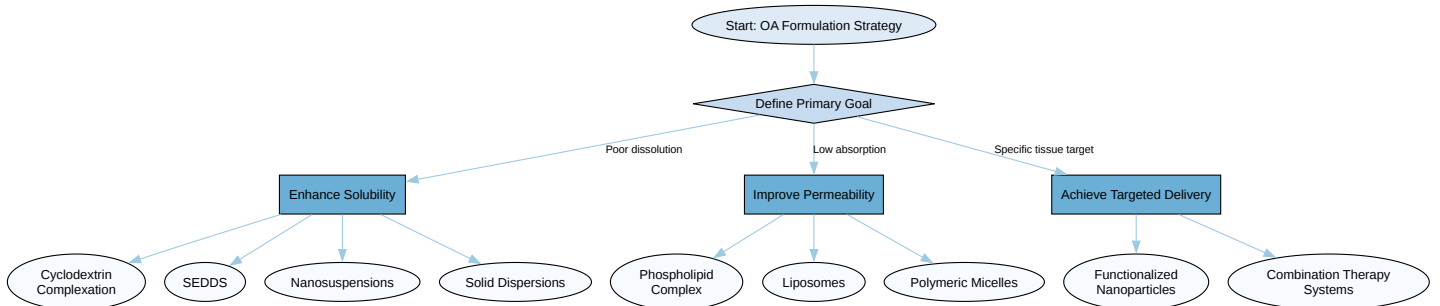 Start: OA Formulation Strategy
Define Primary Goal
Poor dissolution
Low absorption
Specific tissue target
Enhance Solubility
Improve Permeability
Achieve Targeted Delivery
Cyclodextrin
Complexation
SEDDS
Nanosuspensions
Solid Dispersions
Phospholipid
Complex
Liposomes
Polymeric Micelles
Functionalized
Nanoparticles
Combination Therapy
Systems